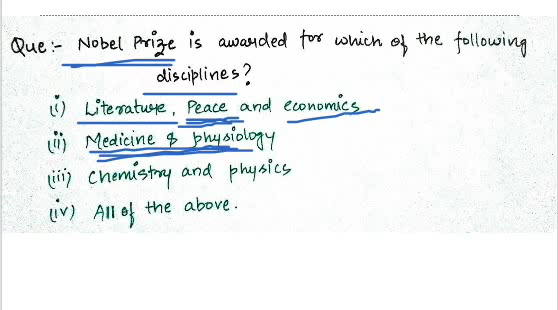 Que:- Nobel Prize is awarded for which of the following
disciplines?
(i) Literature, Peace and economics
(ii) Medicine & physiology
(iii) Chemistry and physics
(iv) All of the above.